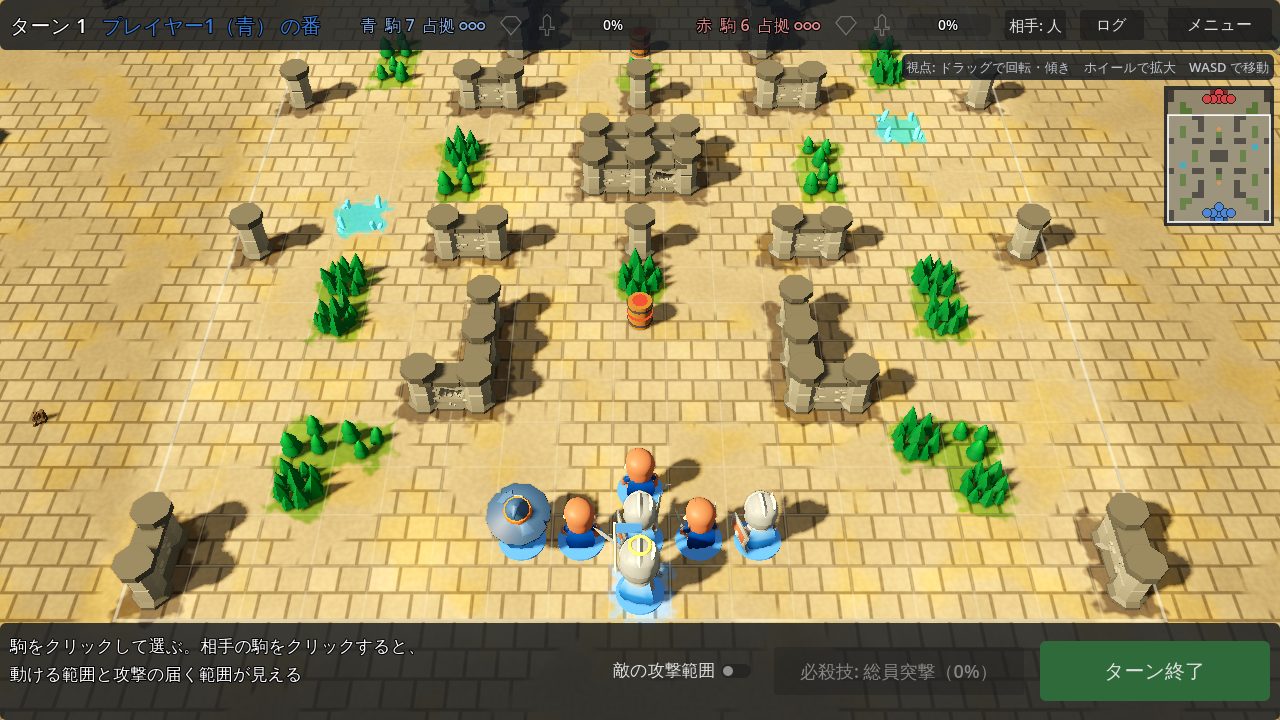 ターン 1 プレイヤー1（青） の番 青 駒 7 占拠 0% 赤 駒 6 占拠 0% 相手: 人 ログ メニュー
視点: ドラッグで回転・傾き ホイールで拡大 WASD で移動
駒をクリックして選ぶ。相手の駒をクリックすると、
動ける範囲と攻撃の届く範囲が見える
敵の攻撃範囲 必殺技: 総員突撃（0%） ターン終了